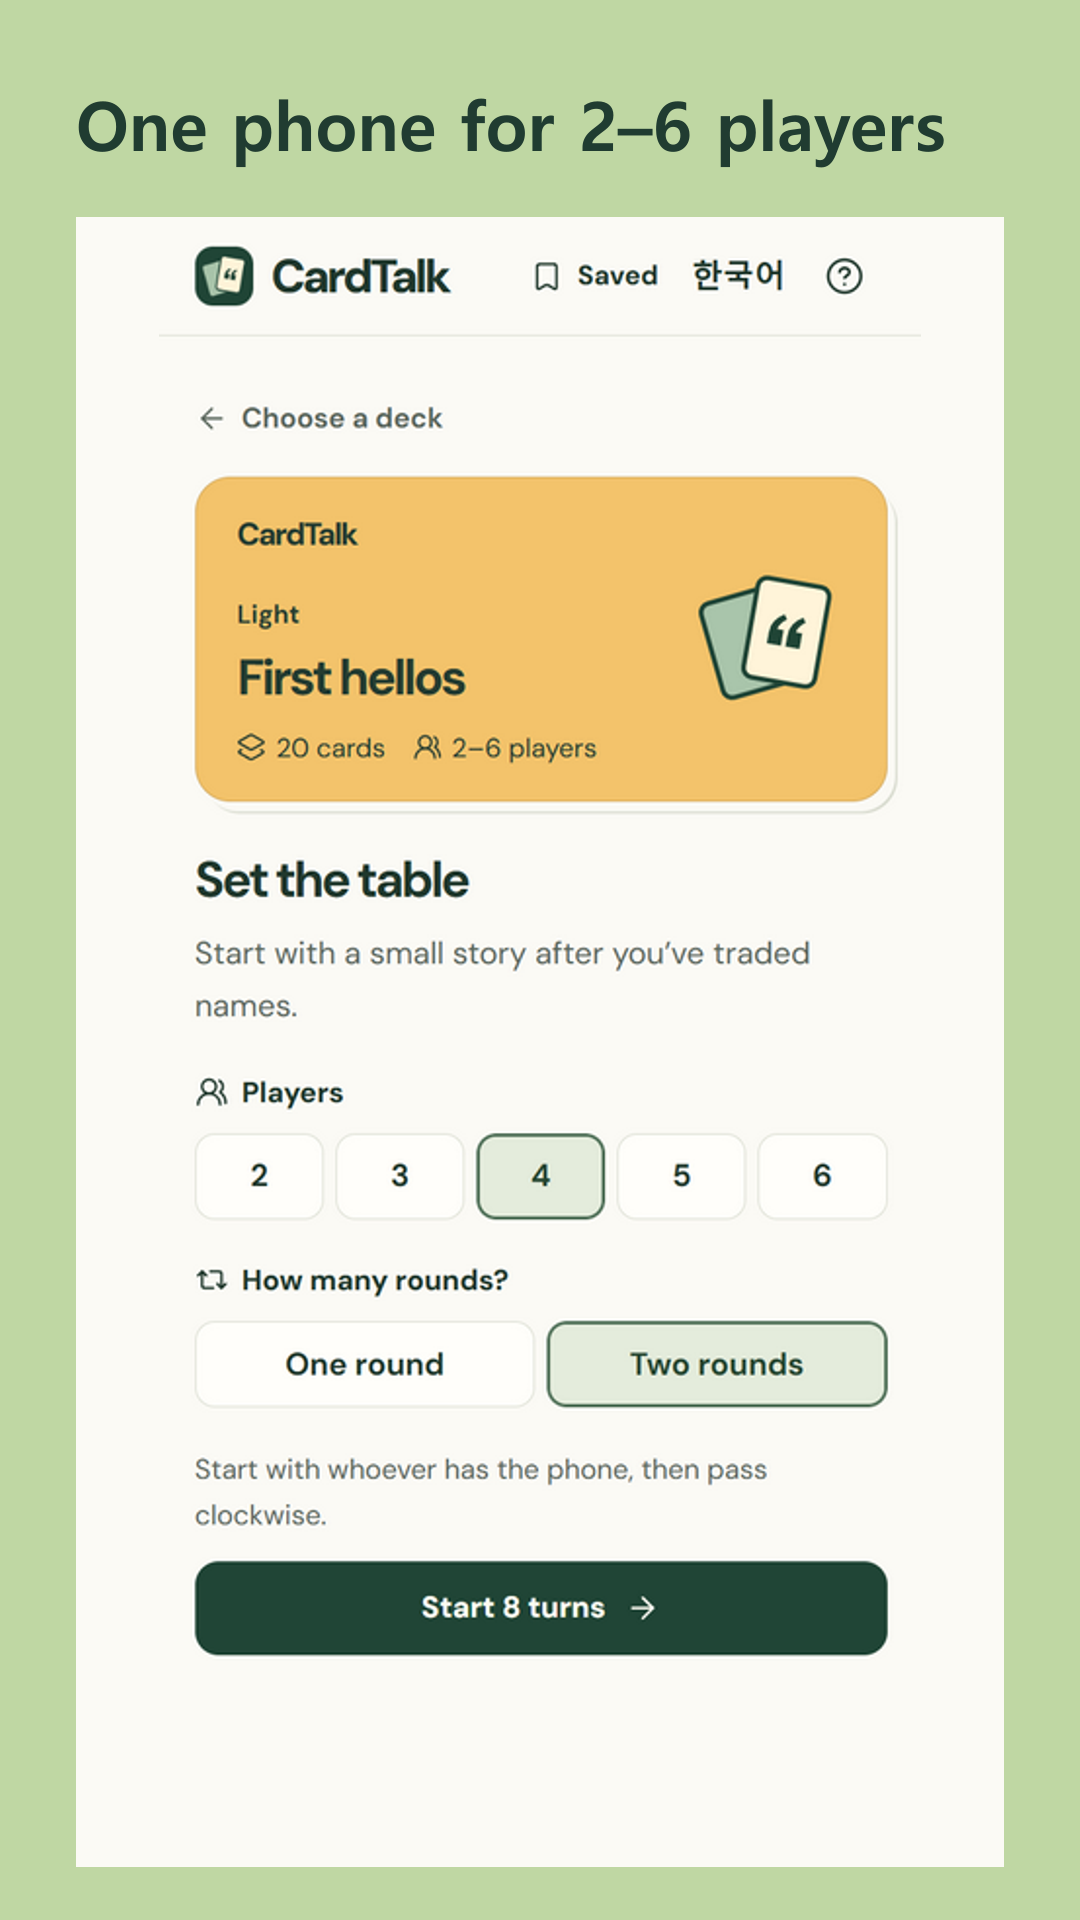 One phone for 2–6 players
CardTalk
Saved
한국어
Choose a deck
CardTalk
Light
First hellos
20 cards
2–6 players
Set the table
Start with a small story after you’ve traded
names.
Players
2
3
4
5
6
How many rounds?
One round
Two rounds
Start with whoever has the phone, then pass
clockwise.
Start 8 turns